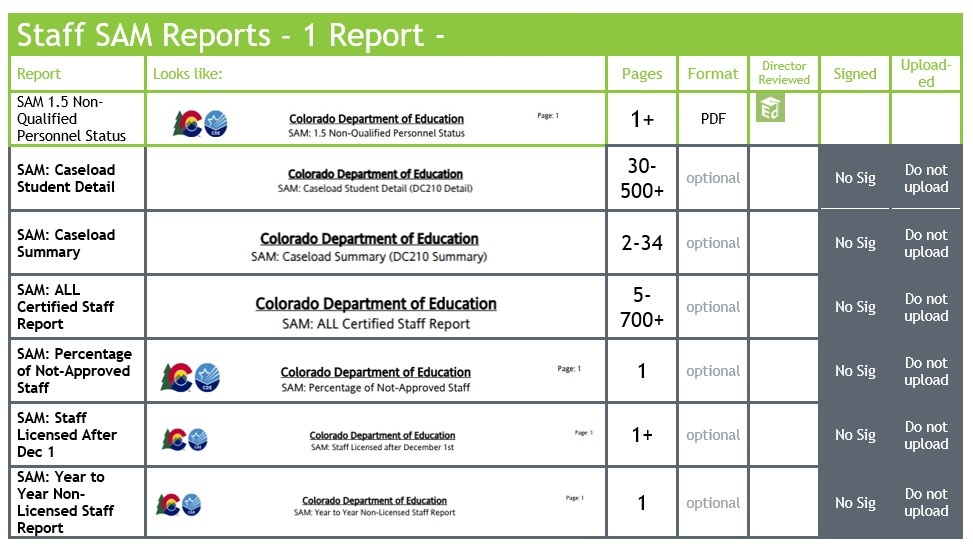 Staff SAM Reports – 1 Report -
Report Looks like: Pages Format Director Reviewed Signed Upload-ed
SAM 1.5 Non-
Qualified
Personnel Status
Colorado Department of Education
SAM: 1.5 Non-Qualified Personnel Status
Page: 1
1+
PDF
SAM: Caseload
Student Detail
Colorado Department of Education
SAM: Caseload Student Detail (DC210 Detail)
30-
500+
optional
No Sig
Do not
upload
SAM: Caseload
Summary
Colorado Department of Education
SAM: Caseload Summary (DC210 Summary)
2-34
optional
No Sig
Do not
upload
SAM: ALL
Certified Staff
Report
Colorado Department of Education
SAM: ALL Certified Staff Report
5-
700+
optional
No Sig
Do not
upload
SAM: Percentage
of Not-Approved
Staff
CDE
Colorado Department of Education
SAM: Percentage of Not-Approved Staff
Page: 1
1
optional
No Sig
Do not
upload
SAM: Staff
Licensed After
Dec 1
Colorado Department of Education
SAM: Staff Licensed after December 1st
Page: 1
1+
optional
No Sig
Do not
upload
SAM: Year to
Year Non-
Licensed Staff
Report
Colorado Department of Education
SAM: Year to Year Non-Licensed Staff Report
Page: 1
1
optional
No Sig
Do not
upload